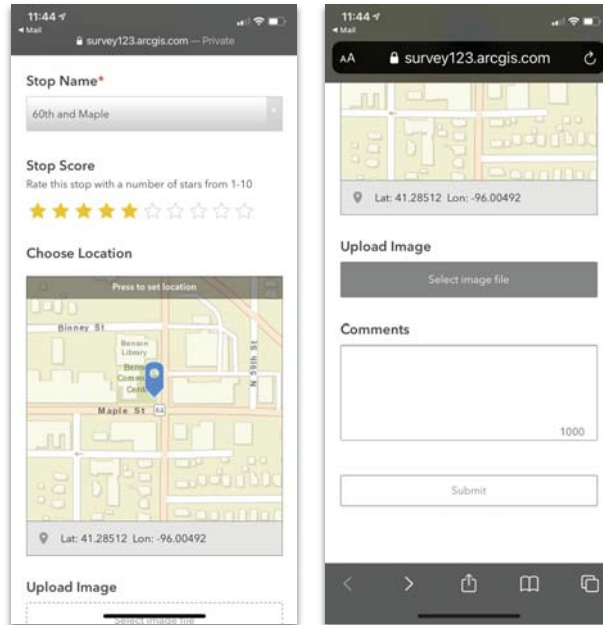 11:44
Mail
survey123.arcgis.com — Private
Stop Name*
60th and Maple
Stop Score
Rate this stop with a number of stars from 1-10
Choose Location
Press to set location
Binney St
Benson
Library
Benson
Commu
Cent
N 59th St
Maple St
64
Lat: 41.28512 Lon: -96.00492
Upload Image
Select image file
11:44
Mail
AA survey123.arcgis.com
Lat: 41.28512 Lon: -96.00492
Upload Image
Select image file
Comments
1000
Submit